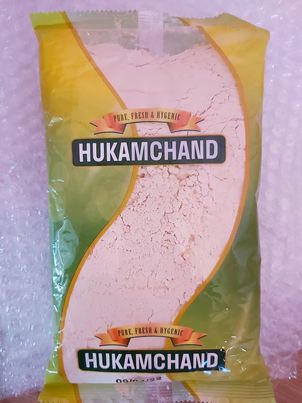 PURE, FRESH & HYGENIC
HUKAMCHAND
PURE, FRESH & HYGENIC
HUKAMCHAND